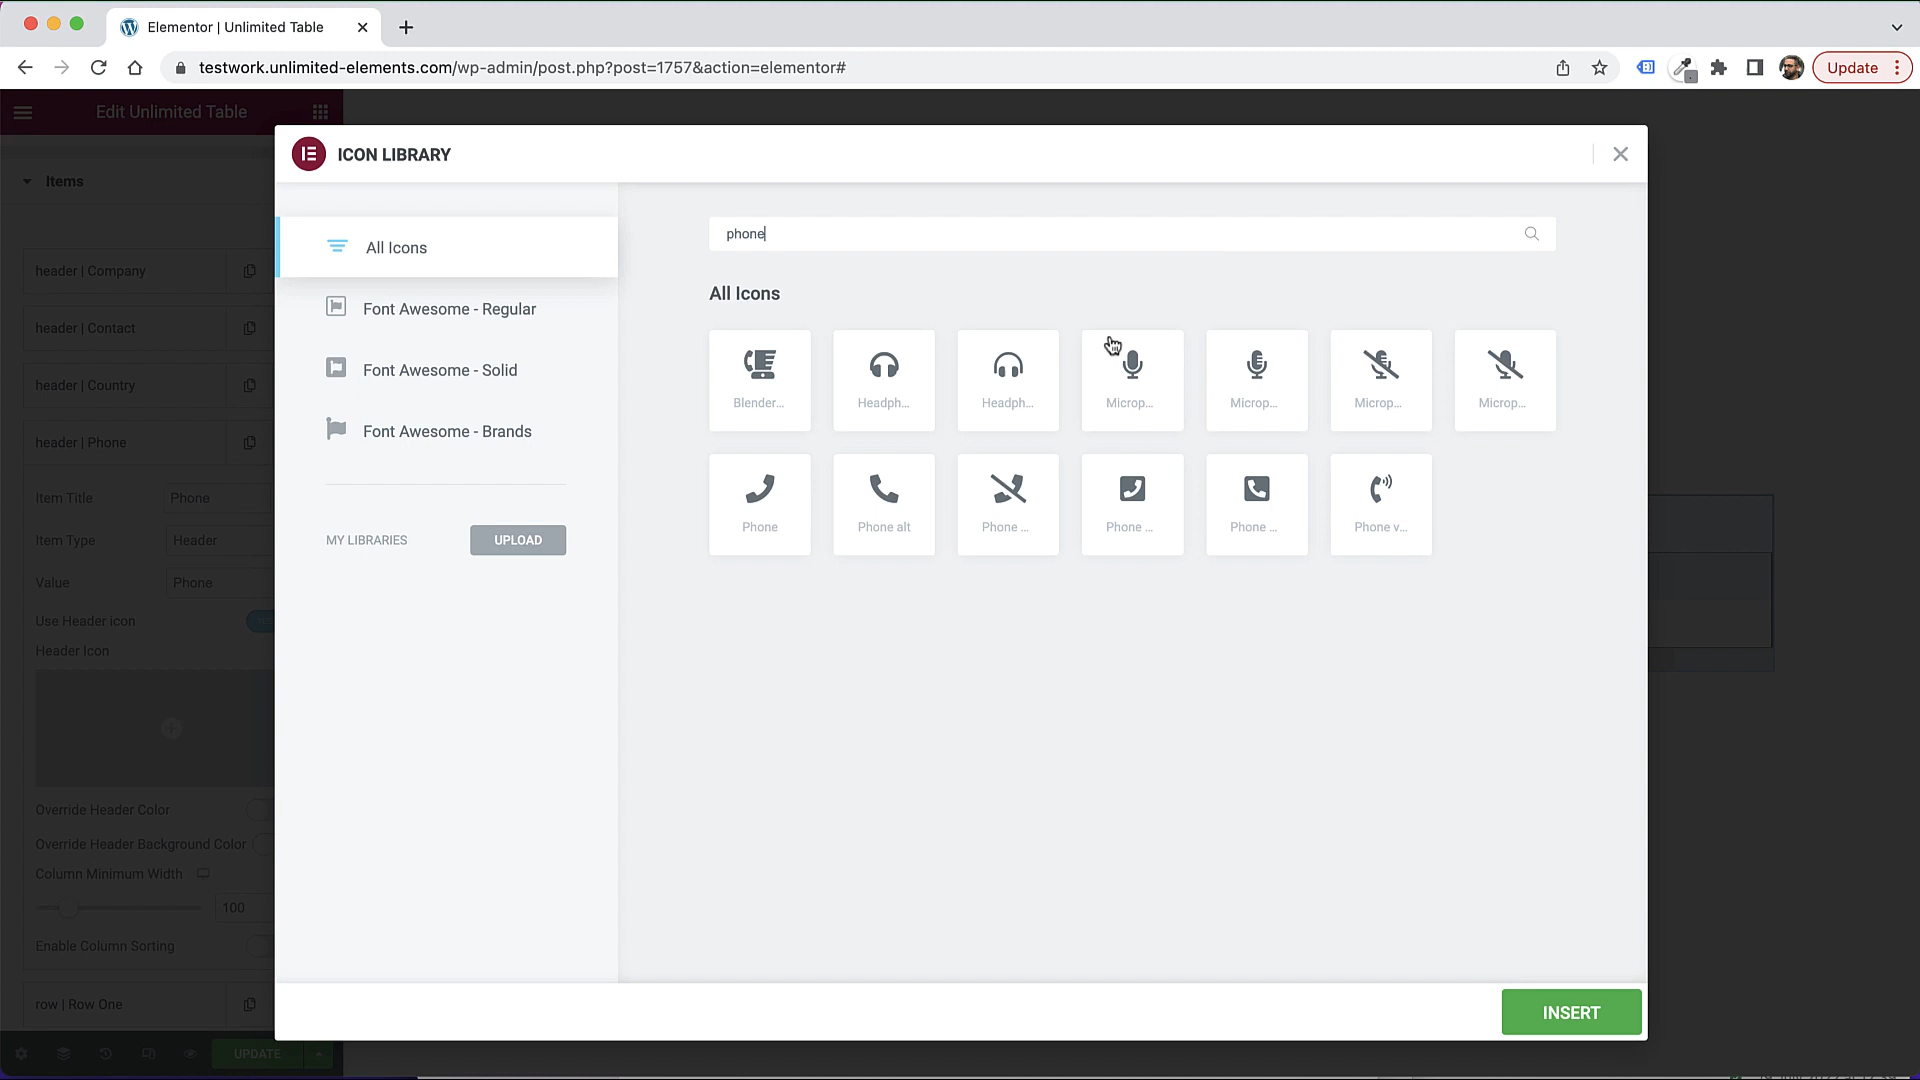 Elementor | Unlimited Table
testwork.unlimited-elements.com/wp-admin/post.php?post=1757&action=elementor#
Update
Edit Unlimited Table
ICON LIBRARY
Items
header | Company
header | Contact
header | Country
header | Phone
Item Title
Phone
Item Type
Header
Value
Phone
Use Header icon
Header Icon
Override Header Color
Override Header Background Color
Column Minimum Width
100
Enable Column Sorting
row | Row One
UPDATE
All Icons
Font Awesome - Regular
Font Awesome - Solid
Font Awesome - Brands
MY LIBRARIES
UPLOAD
phone
All Icons
Blender...
Headph...
Headph...
Microp...
Microp...
Microp...
Microp...
Phone
Phone alt
Phone ...
Phone ...
Phone ...
Phone v...
INSERT